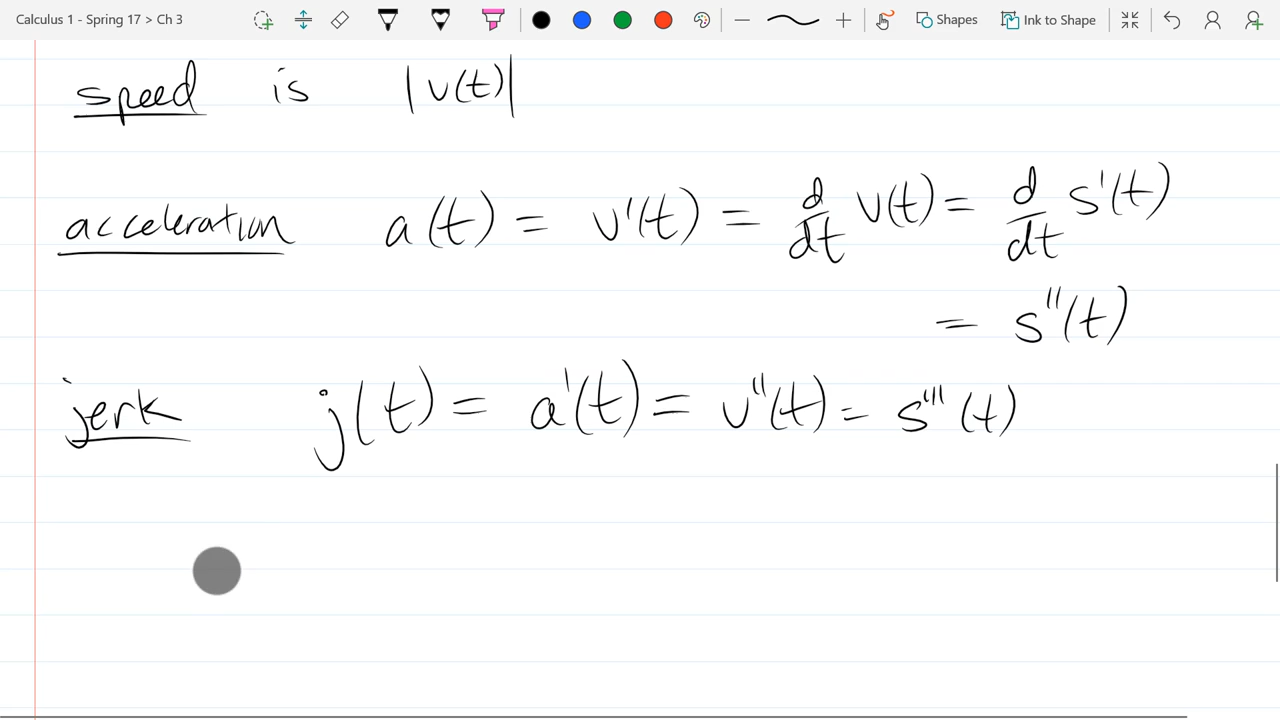 Calculus 1 - Spring 17 > Ch 3 Shapes Ink to Shape
speed is |v(t)|
acceleration a(t) = v'(t) = d/dt v(t) = d/dt s'(t)
= s''(t)
jerk j(t) = a'(t) = v''(t) = s'''(t)